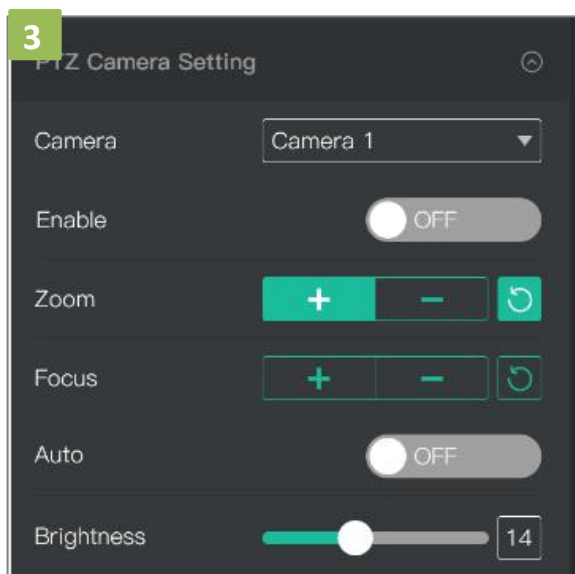 3
PTZ Camera Setting
Camera Camera 1
Enable OFF
Zoom + −
Focus + −
Auto OFF
Brightness 14